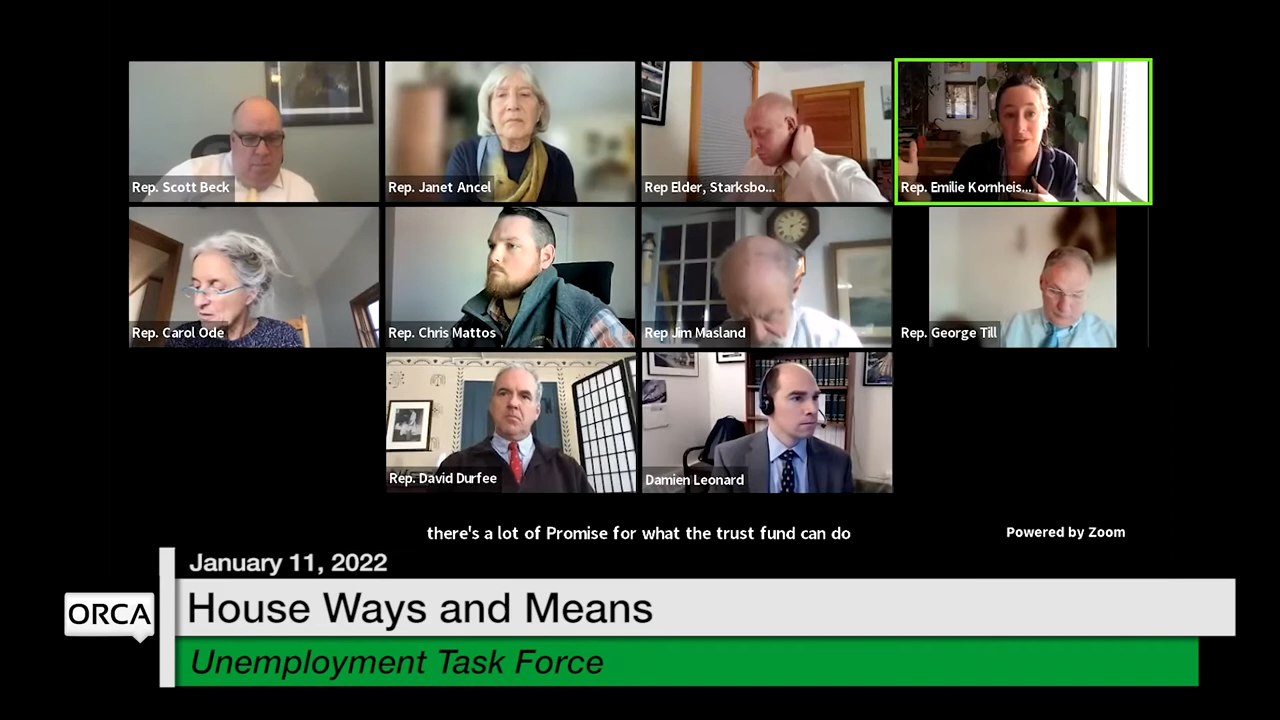 Rep. Scott Beck
Rep. Janet Ancel
Rep Elder, Starksbo...
Rep. Emilie Kornheis...
Rep. Carol Ode
Rep. Chris Mattos
Rep Jim Masland
Rep. George Till
Rep. David Durfee
Damien Leonard
there's a lot of Promise for what the trust fund can do
Powered by Zoom
January 11, 2022
ORCA
House Ways and Means
Unemployment Task Force